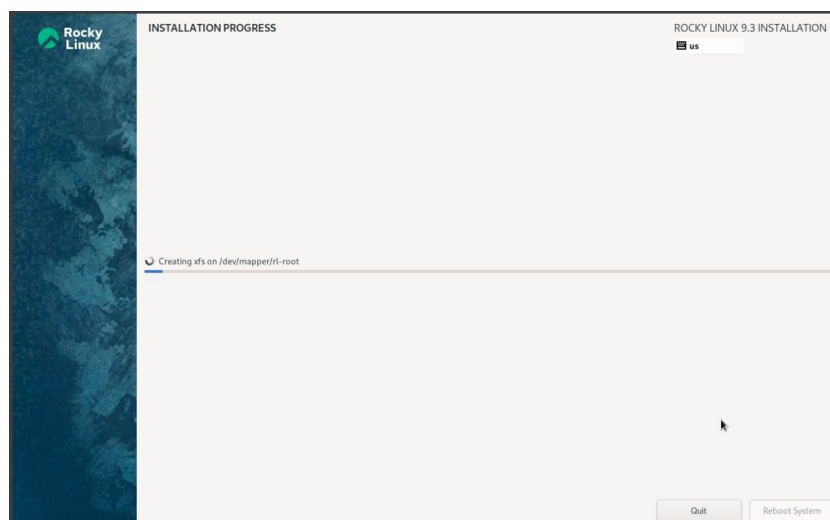 Rocky
Linux
INSTALLATION PROGRESS
ROCKY LINUX 9.3 INSTALLATION
us
Creating xfs on /dev/mapper/rl-root
Quit
Reboot System